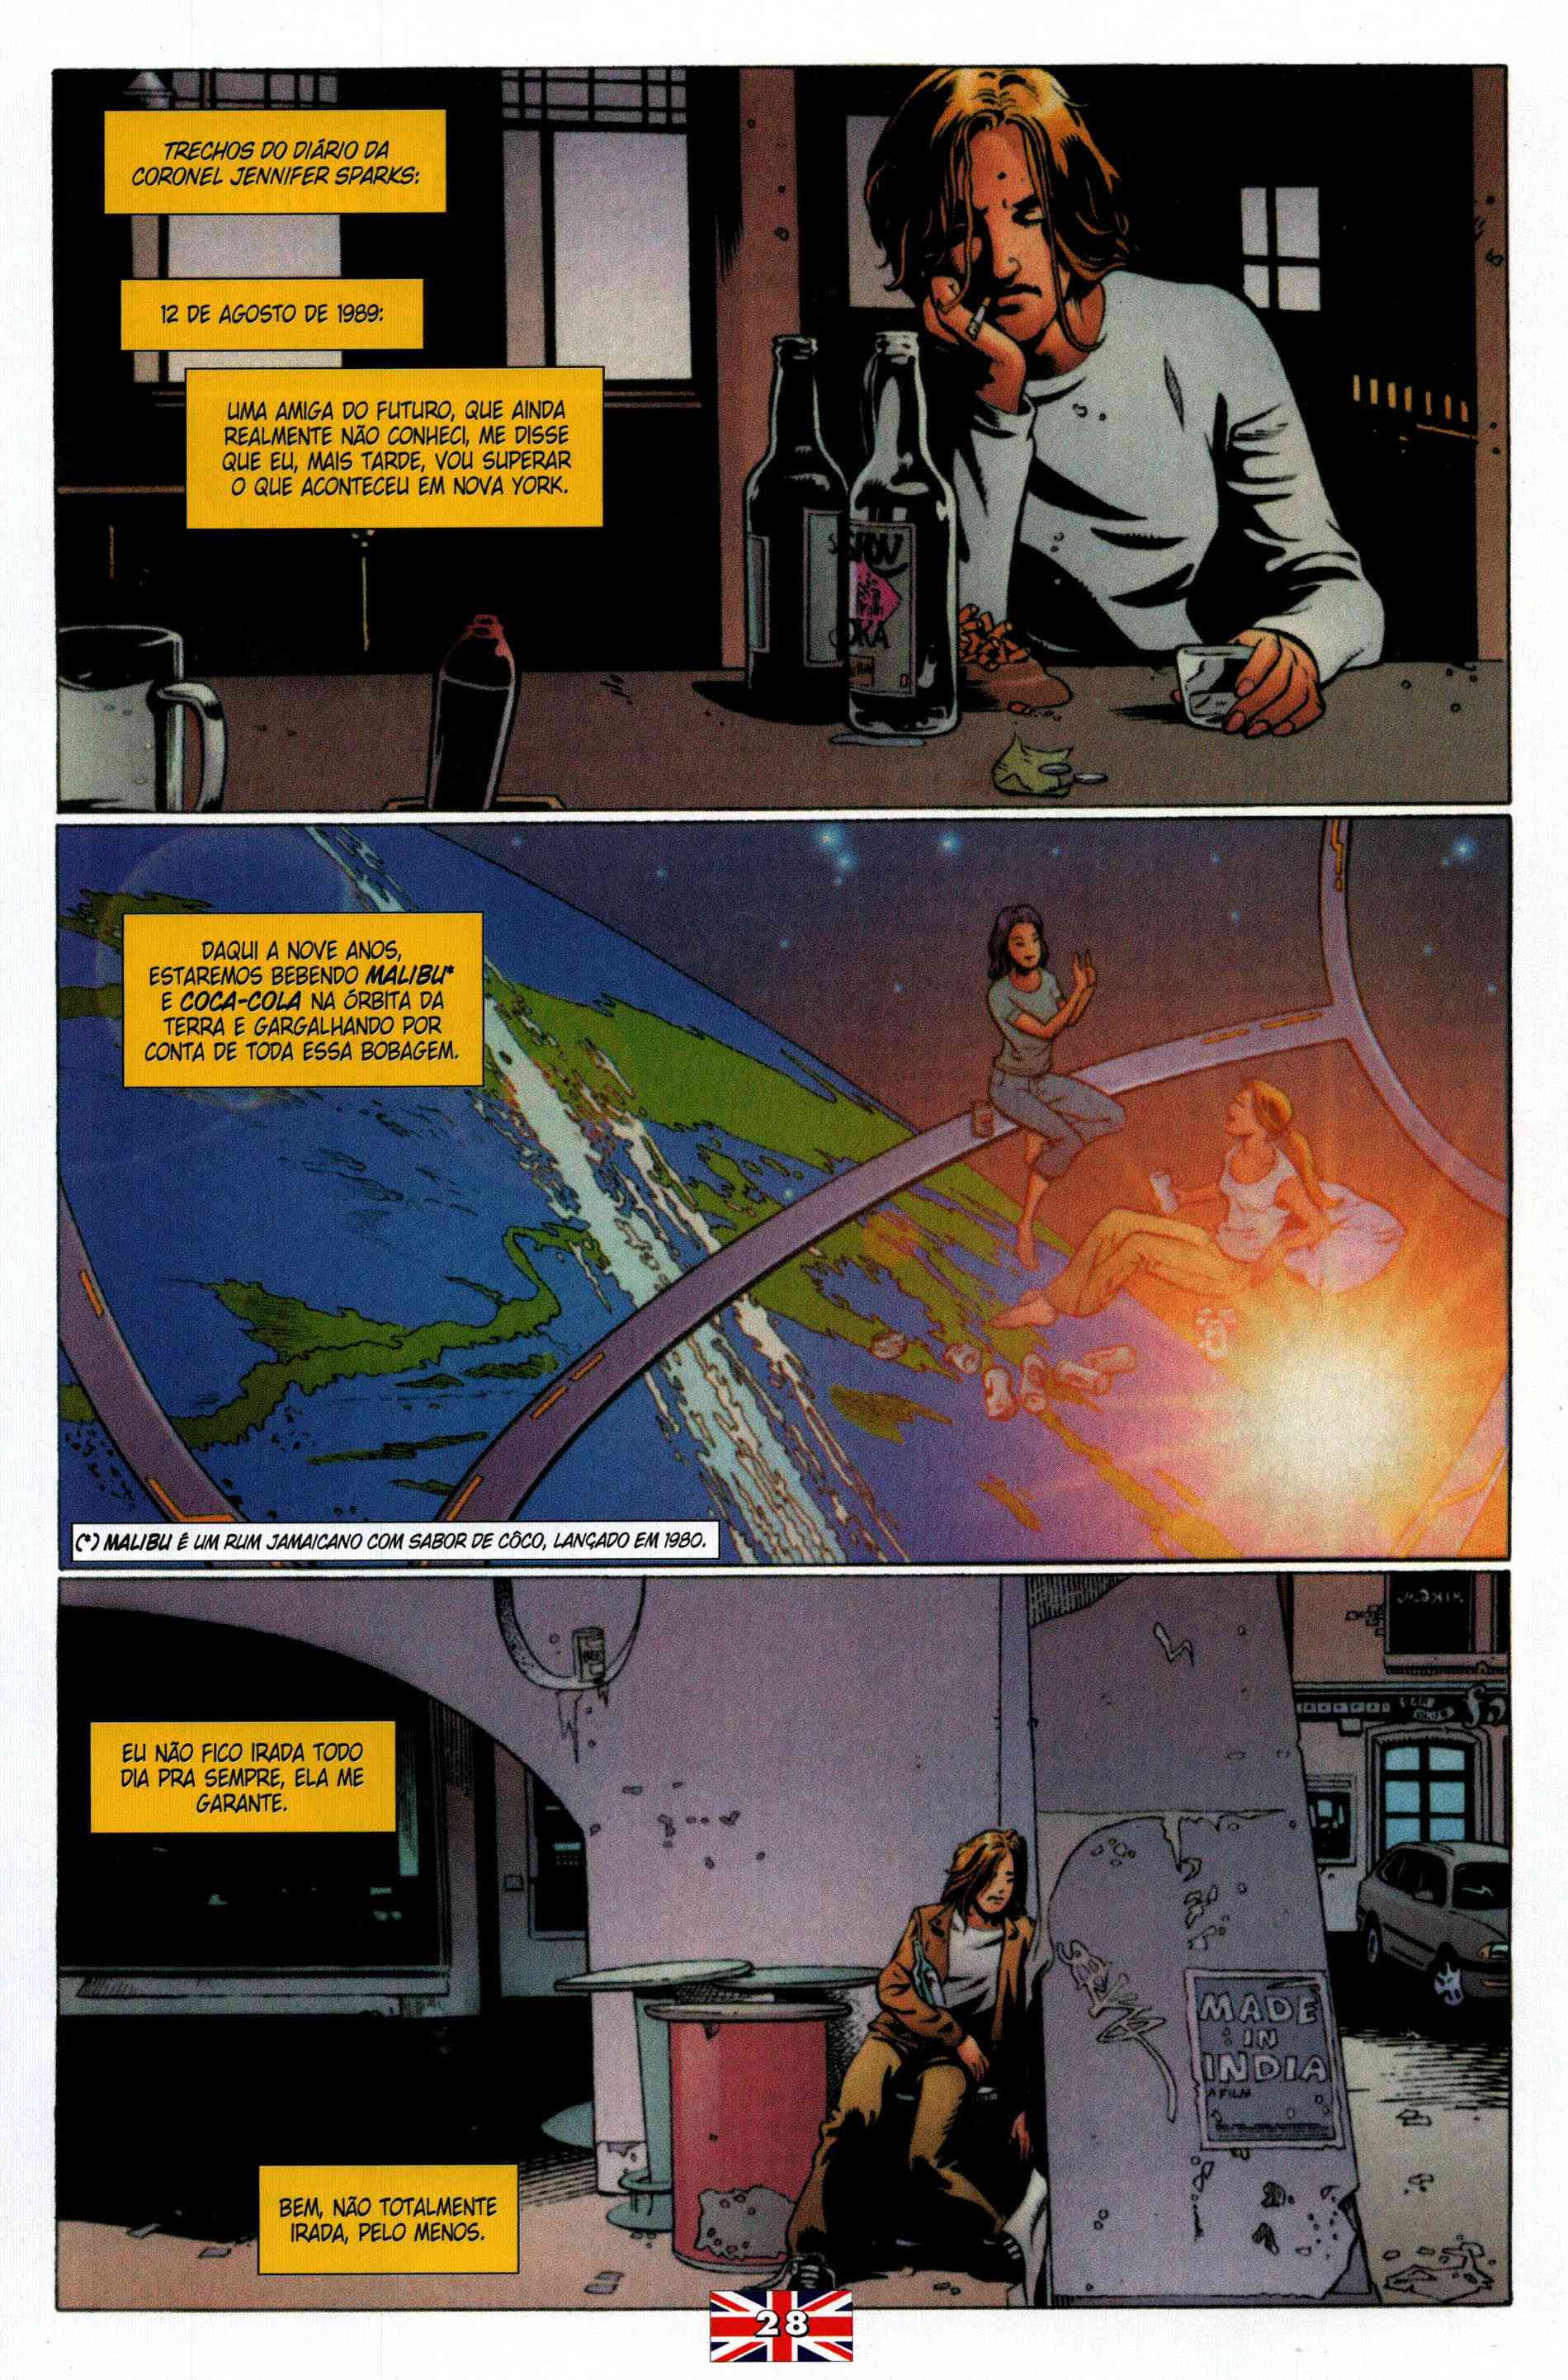 TRECHOS DO DIÁRIO DA
CORONEL JENNIFER SPARKS:
12 DE AGOSTO DE 1989:
UMA AMIGA DO FUTURO, QUE AINDA
REALMENTE NÃO CONHECI, ME DISSE
QUE EU, MAIS TARDE, VOU SUPERAR
O QUE ACONTECEU EM NOVA YORK.
DAQUI A NOVE ANOS,
ESTAREMOS BEBENDO MALIBU*
E COCA-COLA NA ÓRBITA DA
TERRA E GARGALHANDO POR
CONTA DE TODA ESSA BOBAGEM.
(*) MALIBU É UM RUM JAMAICANO COM SABOR DE CÔCO, LANÇADO EM 1980.
EU NÃO FICO IRADA TODO
DIA PRA SEMPRE, ELA ME
GARANTE.
MADE
IN
INDIA
A FILM
BEM, NÃO TOTALMENTE
IRADA, PELO MENOS.
28